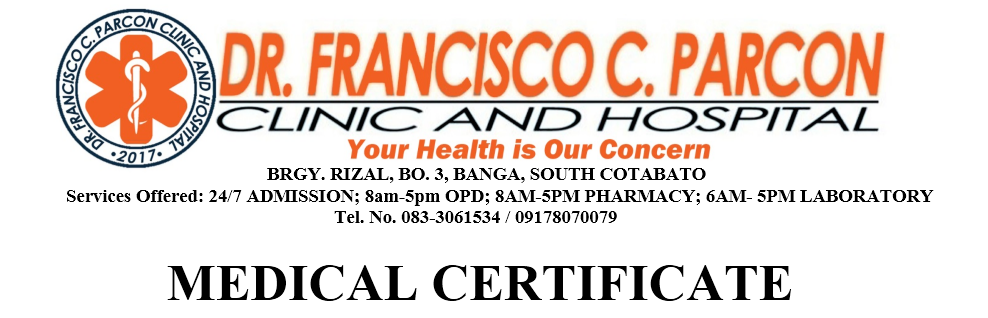 DR. FRANCISCO C. PARCON CLINIC AND HOSPITAL
•2017•
DR. FRANCISCO C. PARCON
CLINIC AND HOSPITAL
Your Health is Our Concern
BRGY. RIZAL, BO. 3, BANGA, SOUTH COTABATO
Services Offered: 24/7 ADMISSION; 8am-5pm OPD; 8AM-5PM PHARMACY; 6AM- 5PM LABORATORY
Tel. No. 083-3061534 / 09178070079
MEDICAL CERTIFICATE